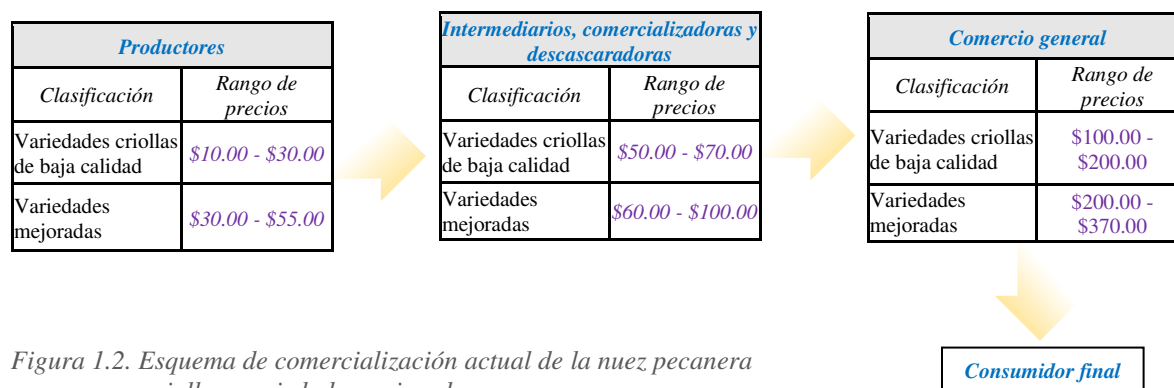 Productores
Clasificación
Rango de
precios
Variedades criollas
de baja calidad
$10.00 - $30.00
Variedades
mejoradas
$30.00 - $55.00
Intermediarios, comercializadoras y
descascaradoras
Clasificación
Rango de
precios
Variedades criollas
de baja calidad
$50.00 - $70.00
Variedades
mejoradas
$60.00 - $100.00
Comercio general
Clasificación
Rango de
precios
Variedades criollas
de baja calidad
$100.00 -
$200.00
Variedades
mejoradas
$200.00 -
$370.00
Consumidor final
Figura 1.2. Esquema de comercialización actual de la nuez pecanera